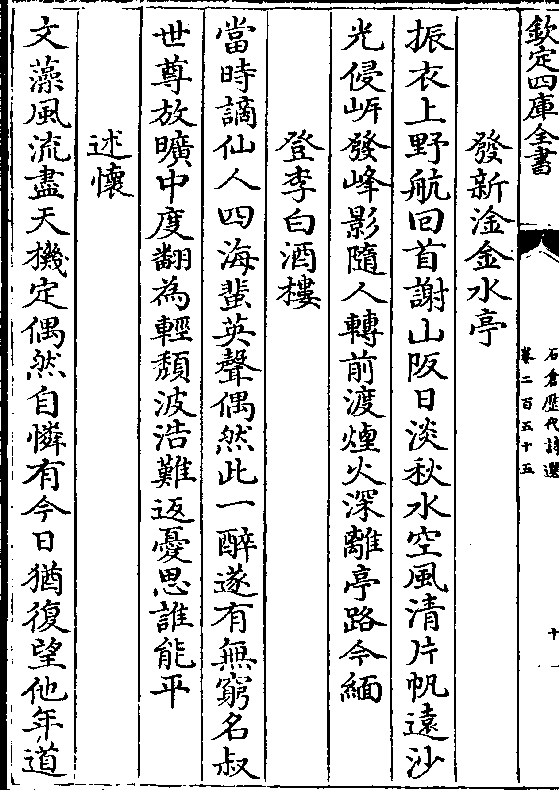 欽定四庫全書
石倉歷代詩選
卷二百五十五
十
發新淦金水亭
振衣上野航回首謝山阪日淡秋水空風清片帆遠沙
光侵岍發峰影隨人轉前渡煙火深離亭路今緬
登李白酒樓
當時謫仙人四海蜚英聲偶然此一醉遂有無窮名叔
世尊放曠中度翻為輕頽波浩難返憂思誰能平
述懷
文藻風流盡天機定偶然自憐有今日猶復望他年道